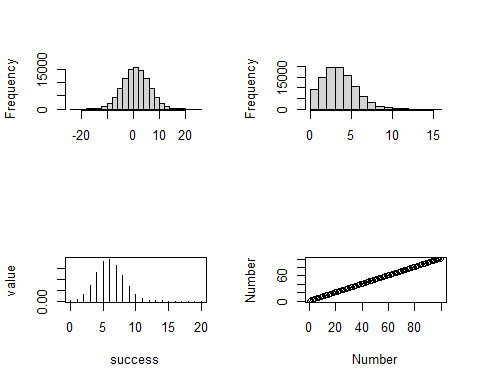 Frequency
0 15000
-20 0 10 20
Frequency
0 15000
0 5 10 15
value
0.00
0 5 10 15 20
success
Number
0 60
0 20 40 60 80
Number